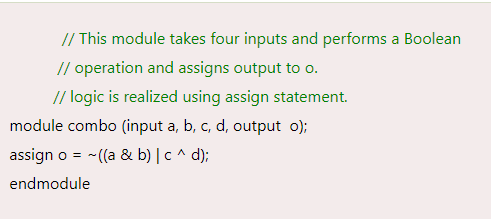 // This module takes four inputs and performs a Boolean
// operation and assigns output to o.
// logic is realized using assign statement.
module combo (input a, b, c, d, output  o);
assign o = ~((a & b) | c ^ d);
endmodule